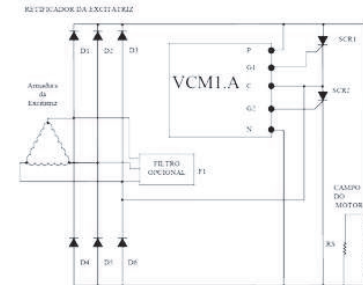 RETIFICADOR DA EXCITATRIZ
D1
D2
D3
P
G1
C
G2
N
VCM1.A
SCR1
SCR2
Armadura
da
Excitatriz
FILTRO
OPCIONAL
F1
CAMPO
DO
MOTOR
D4
D5
D6